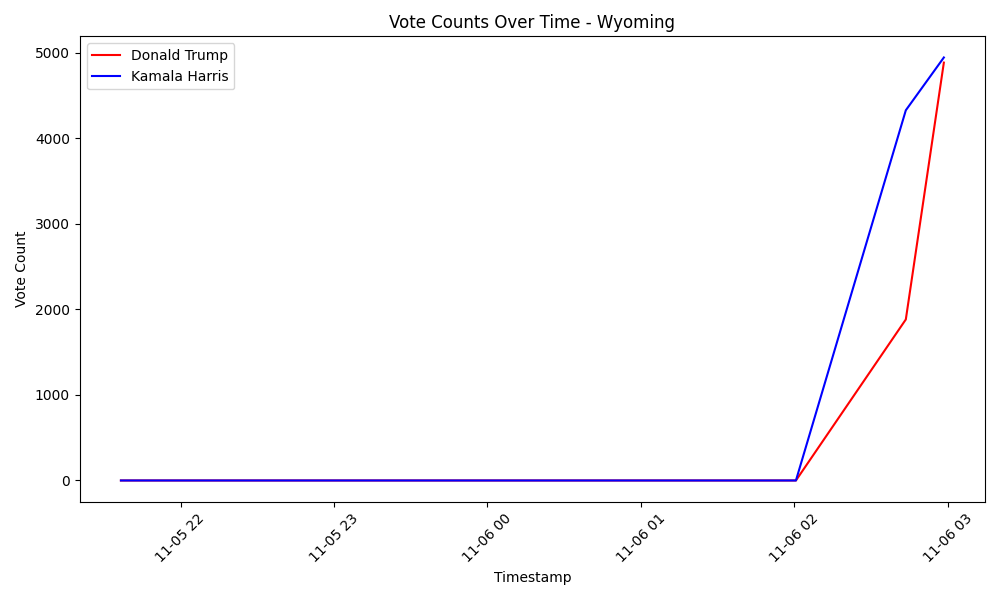 Vote Counts Over Time - Wyoming
Donald Trump
Kamala Harris
Vote Count
5000
4000
3000
2000
1000
0
11-05 22
11-05 23
11-06 00
11-06 01
11-06 02
11-06 03
Timestamp